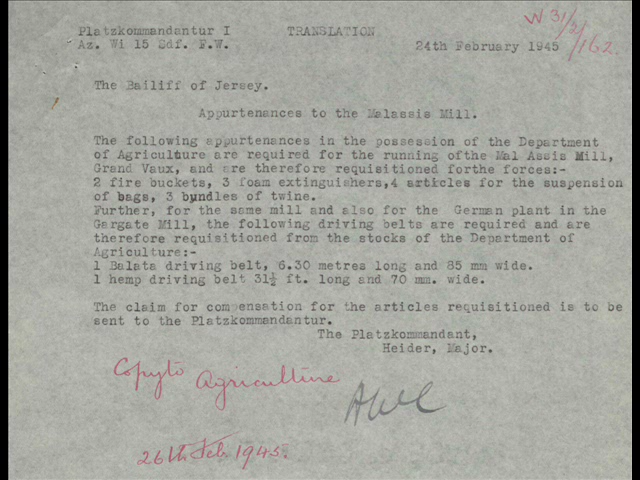 Platzkommandantur I TRANSLATION
W 31/2/162.
Az. Wi 15 Sdf. F.W. 24th February 1945
The Bailiff of Jersey.
Appurtenances to the Malassis Mill.
The following appurtenances in the possession of the Department
of Agriculture are required for the running ofthe Mal Assis Mill,
Grand Vaux, and are therefore requisitioned forthe forces:-
2 fire buckets, 3 foam extinguishers,4 articles for the suspension
of bags, 3 bundles of twine.
Further, for the same mill and also for the German plant in the
Gargate Mill, the following driving belts are required and are
therefore requisitioned from the stocks of the Department of
Agriculture:-
1 Balata driving belt, 6.30 metres long and 85 mm wide.
1 hemp driving belt 31½ ft. long and 70 mm. wide.
The claim for compensation for the articles requisitioned is to be
sent to the Platzkommandantur.
The Platzkommandant,
Heider, Major.
Copy to Agriculture
26th Feb 1945.